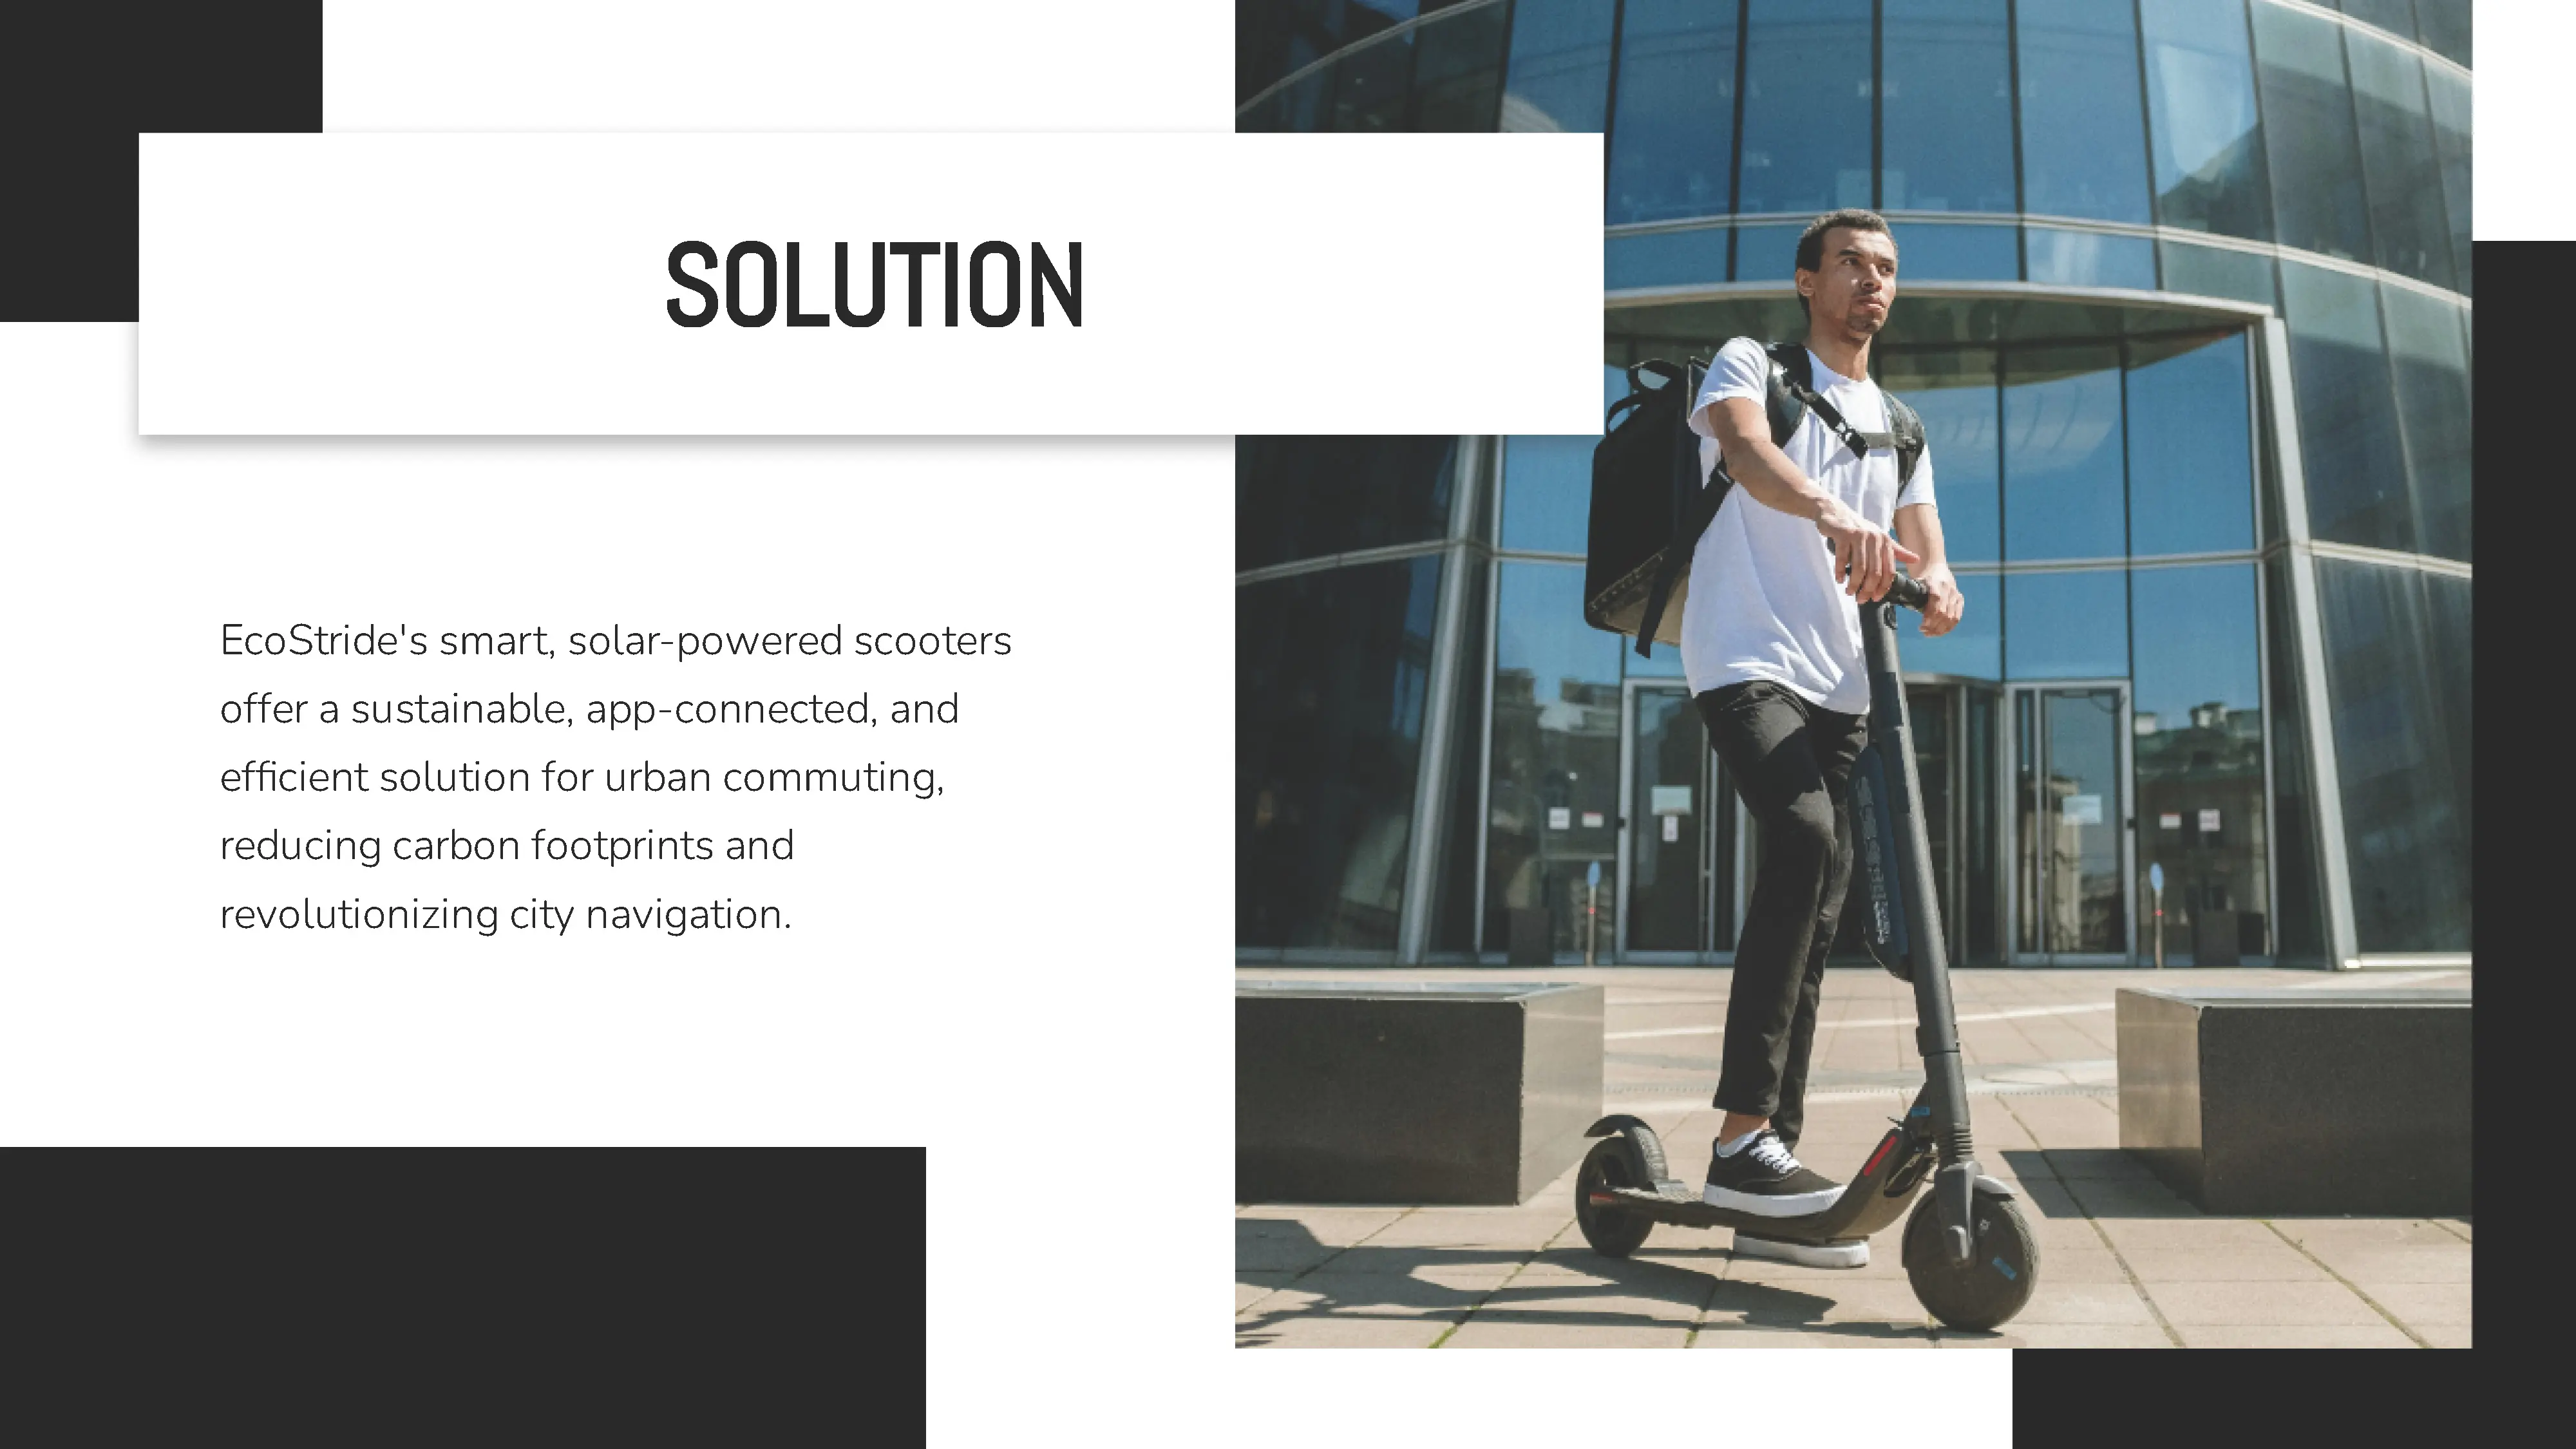 SOLUTION
EcoStride's smart, solar-powered scooters
offer a sustainable, app-connected, and
efficient solution for urban commuting,
reducing carbon footprints and
revolutionizing city navigation.